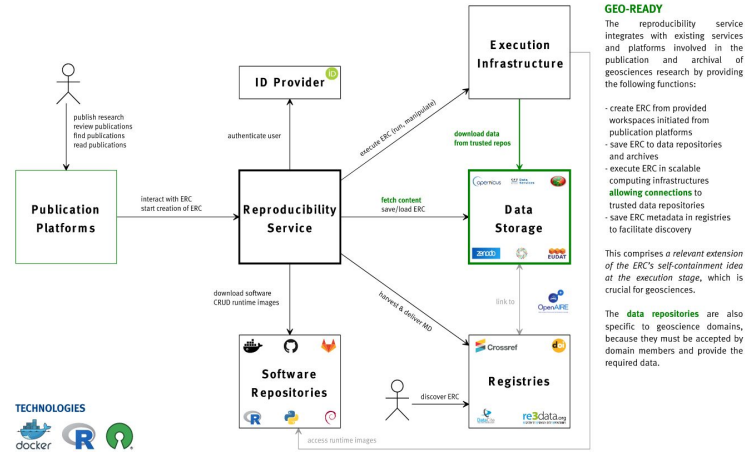 GEO-READY
The reproducibility service
integrates with existing services
and platforms involved in the
publication and archival of
geosciences research by providing
the following functions:
- create ERC from provided
workspaces initiated from
publication platforms
- save ERC to data repositories
and archives
- execute ERC in scalable
computing infrastructures
allowing connections to
trusted data repositories
- save ERC metadata in registries
to facilitate discovery
This comprises a relevant extension
of the ERC's self-containment idea
at the execution stage, which is
crucial for geosciences.
The data repositories are also
specific to geoscience domains,
because they must be accepted by
domain members and provide the
required data.
Execution
Infrastructure
ID Provider
iD
publish research
review publications
find publications
read publications
authenticate user
execute ERC (run, manipulate)
download data
from trusted repos
Publication
Platforms
interact with ERC
start creation of ERC
Reproducibility
Service
fetch content
save/load ERC
opernicus
Data
Storage
zenodo
EUDAT
download software
CRUD runtime images
harvest & deliver MD
link to
OpenAIRE
Software
Repositories
R
Crossref
doi
Registries
re3data.org
discover ERC
access runtime images
TECHNOLOGIES
docker
R